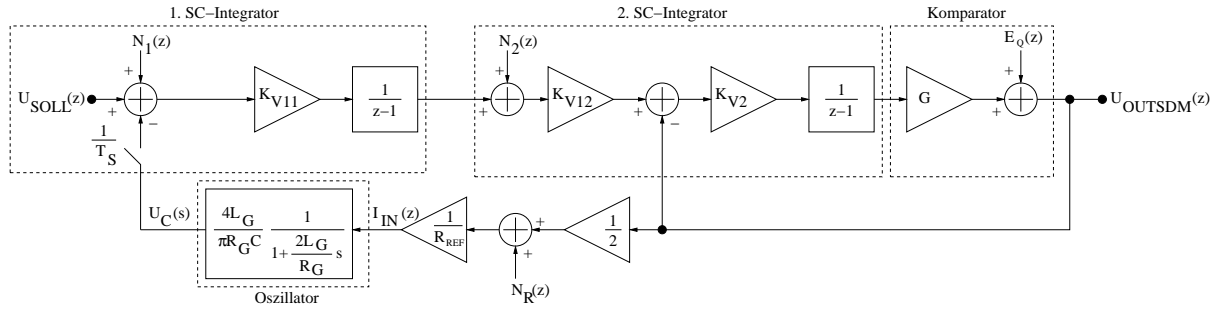 1. SC−Integrator
2. SC−Integrator
Komparator
N1(z)
N2(z)
EQ(z)
+
+
+
USOLL(z)
+
−
KV11
1
z−1
+
KV12
+
−
KV2
1
z−1
G
+
UOUTSDM(z)
1
TS
UC(s)
4LG
πRGC
1
1+ 2LG s
RG
IIN(z)
1
RREF
+
+
1
2
NR(z)
Oszillator